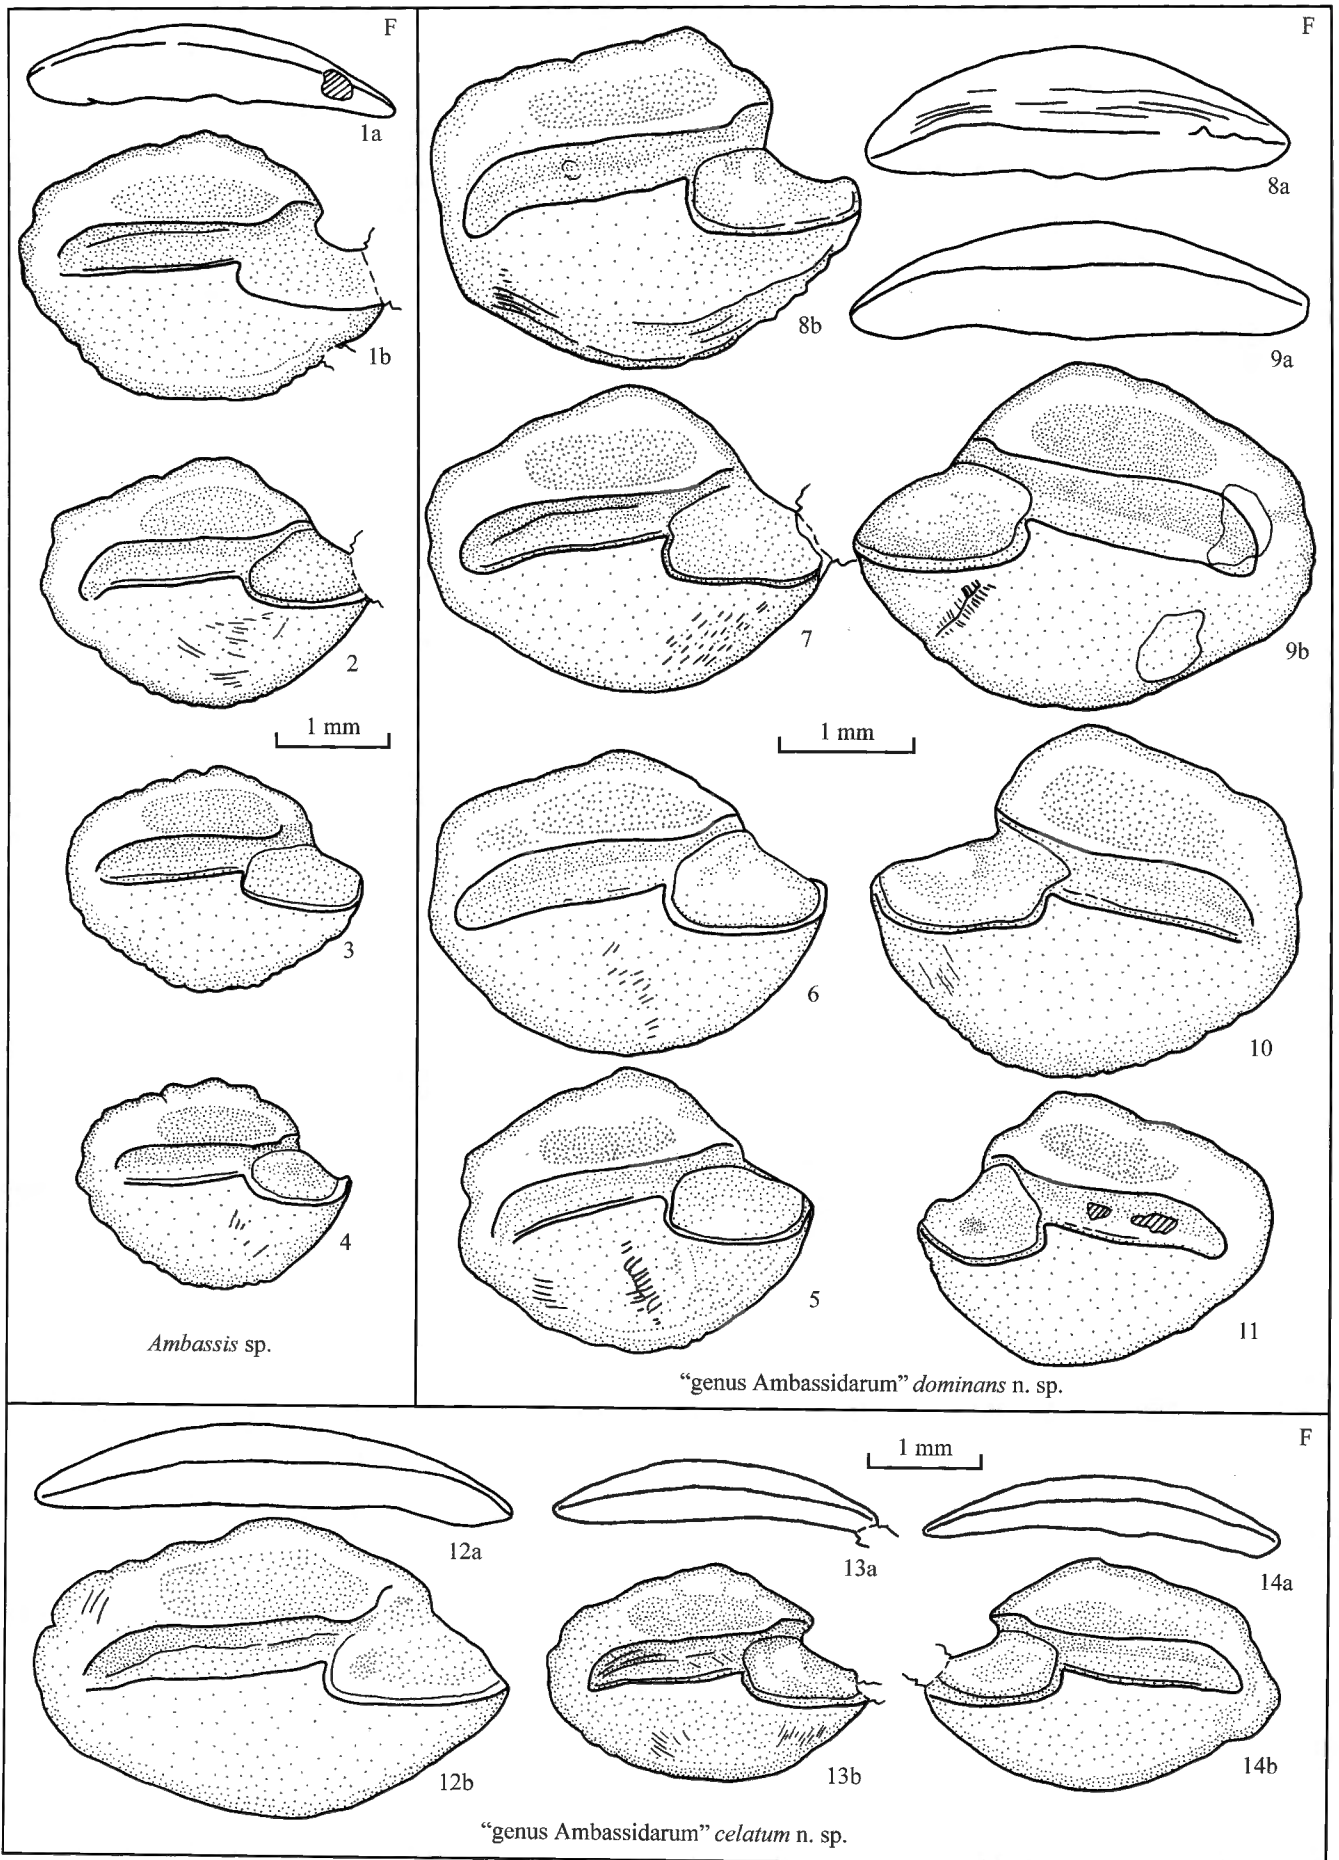 F
1a
1b
2
1 mm
3
4
Ambassis sp.
F
8a
8b
9a
7
9b
1 mm
6
10
5
11
“genus Ambassidarum” dominans n. sp.
F
1 mm
12a
13a
14a
12b
13b
14b
“genus Ambassidarum” celatum n. sp.